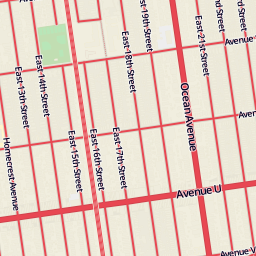 East 19th Street
East 18th Street
East 21st Street
Avenue
East 13th Street
East 14th Street
Ocean Avenue
East 15th Street
East 16th Street
East 17th Street
Homecrest Avenue
Avenue U
Avenue V